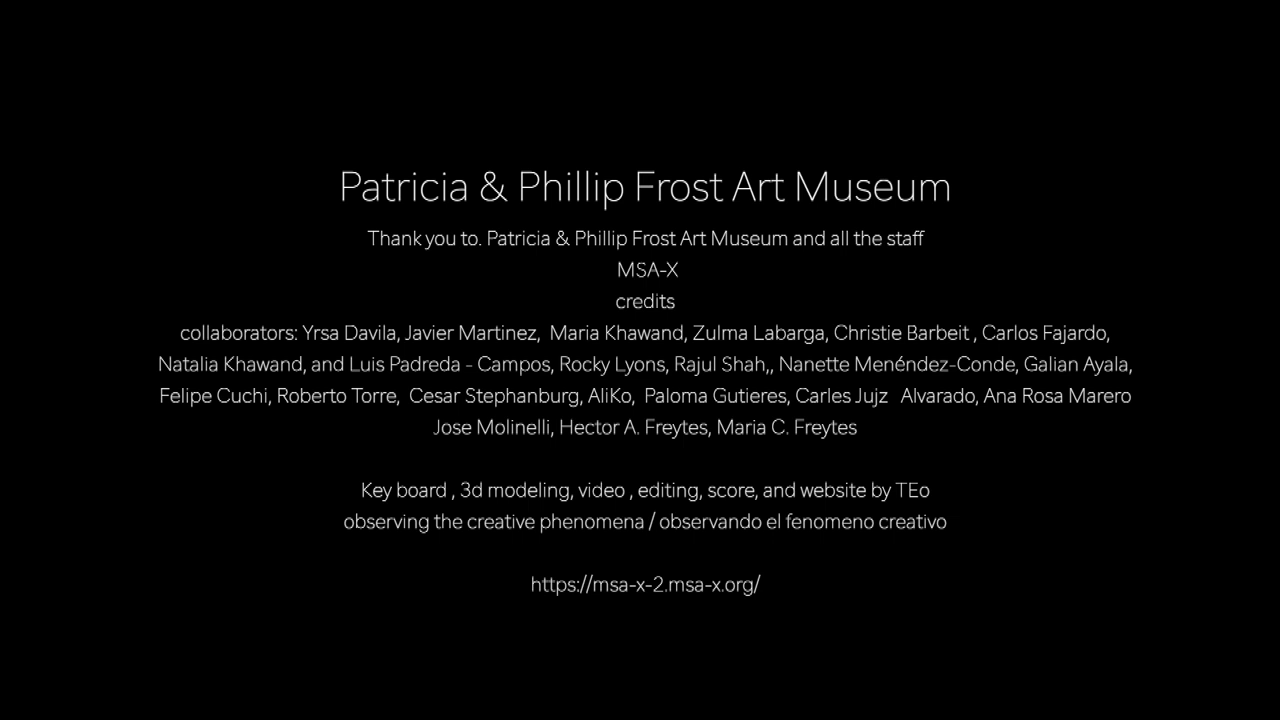 Patricia & Phillip Frost Art Museum
Thank you to. Patricia & Phillip Frost Art Museum and all the staff
MSA-X
credits
collaborators: Yrsa Davila, Javier Martinez,  Maria Khawand, Zulma Labarga, Christie Barbeit , Carlos Fajardo,
Natalia Khawand, and Luis Padreda - Campos, Rocky Lyons, Rajul Shah,, Nanette Menéndez-Conde, Galian Ayala,
Felipe Cuchi, Roberto Torre,  Cesar Stephanburg, AliKo,  Paloma Gutieres, Carles Jujz   Alvarado, Ana Rosa Marero
Jose Molinelli, Hector A. Freytes, Maria C. Freytes
Key board , 3d modeling, video , editing, score, and website by TEo
observing the creative phenomena / observando el fenomeno creativo
https://msa-x-2.msa-x.org/